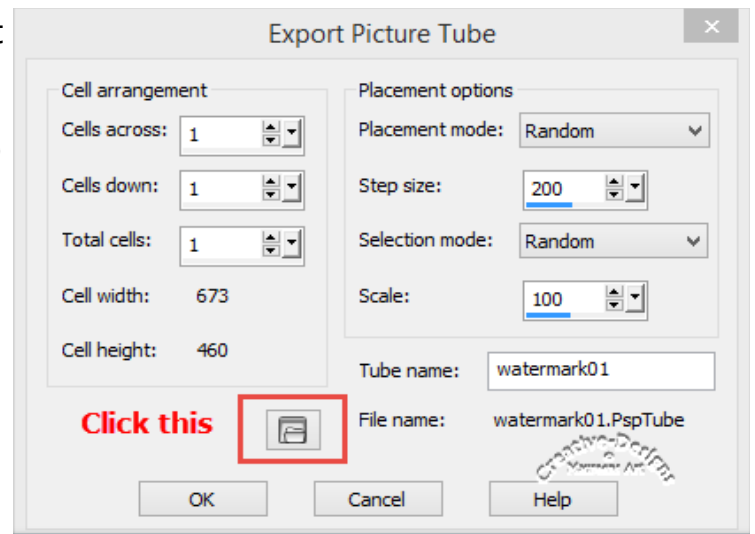 t
Export Picture Tube
Cell arrangement
Cells across: 1
Cells down: 1
Total cells: 1
Cell width: 673
Cell height: 460
Placement options
Placement mode: Random
Step size: 200
Selection mode: Random
Scale: 100
Tube name: watermark01
File name: watermark01.PspTube
Click this
Creative-Designs
©
OK Cancel Help